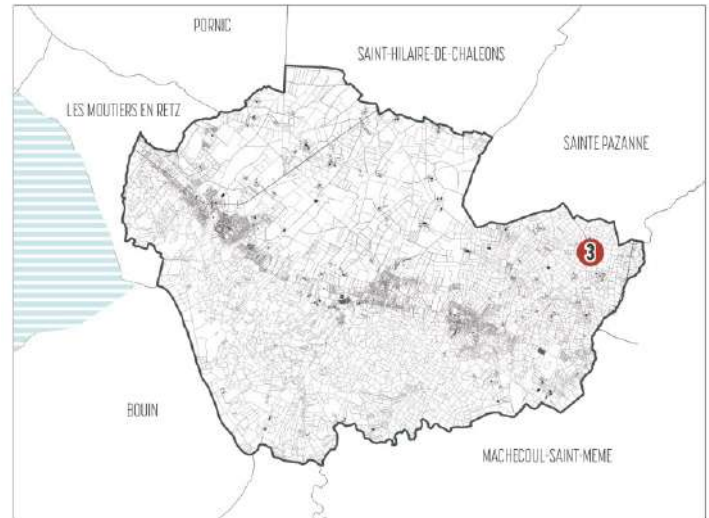 PORNIC
SAINT-HILAIRE-DE-CHALEONS
LES MOUTIERS EN RETZ
SAINTE PAZANNE
3
BOUIN
MACHECOUL-SAINT-MEME